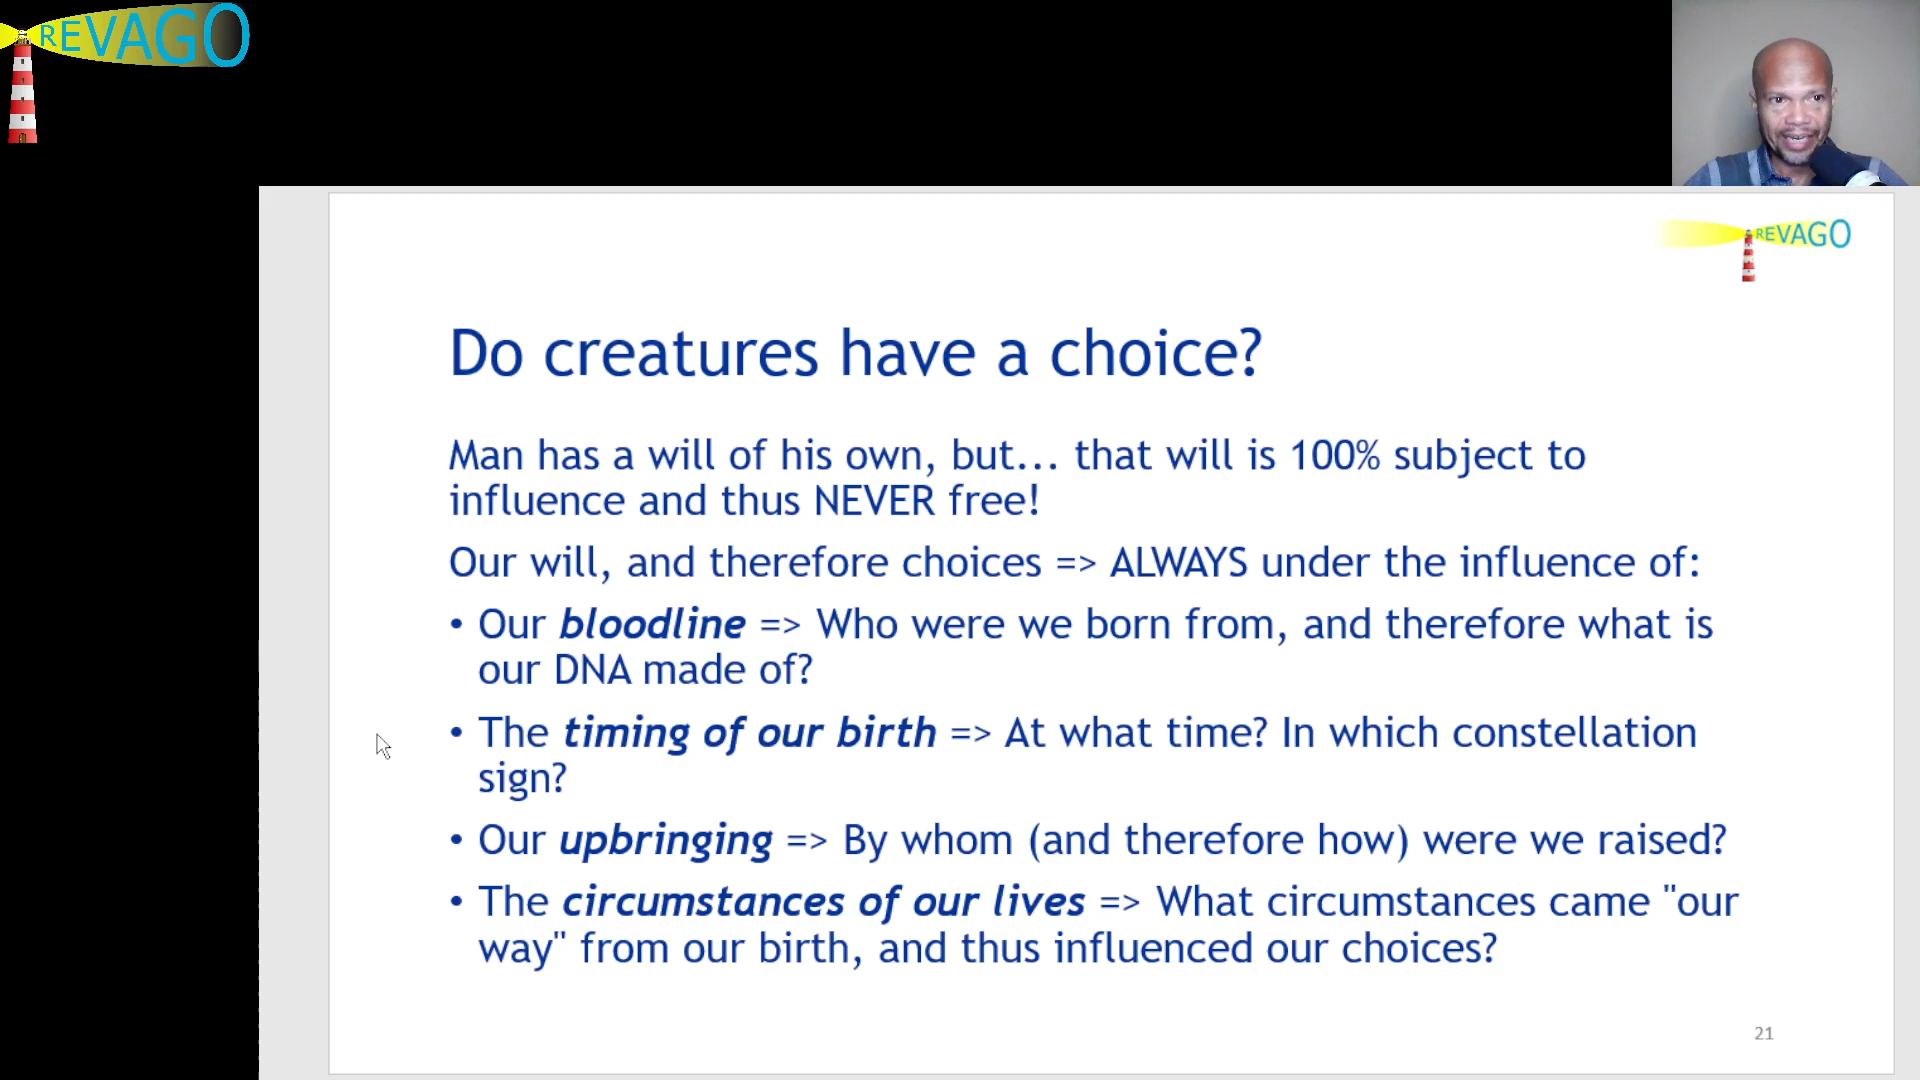 REVAGO
REVAGO
Do creatures have a choice?
Man has a will of his own, but... that will is 100% subject to
influence and thus NEVER free!
Our will, and therefore choices => ALWAYS under the influence of:
• Our bloodline => Who were we born from, and therefore what is
our DNA made of?
• The timing of our birth => At what time? In which constellation
sign?
• Our upbringing => By whom (and therefore how) were we raised?
• The circumstances of our lives => What circumstances came "our
way" from our birth, and thus influenced our choices?
21